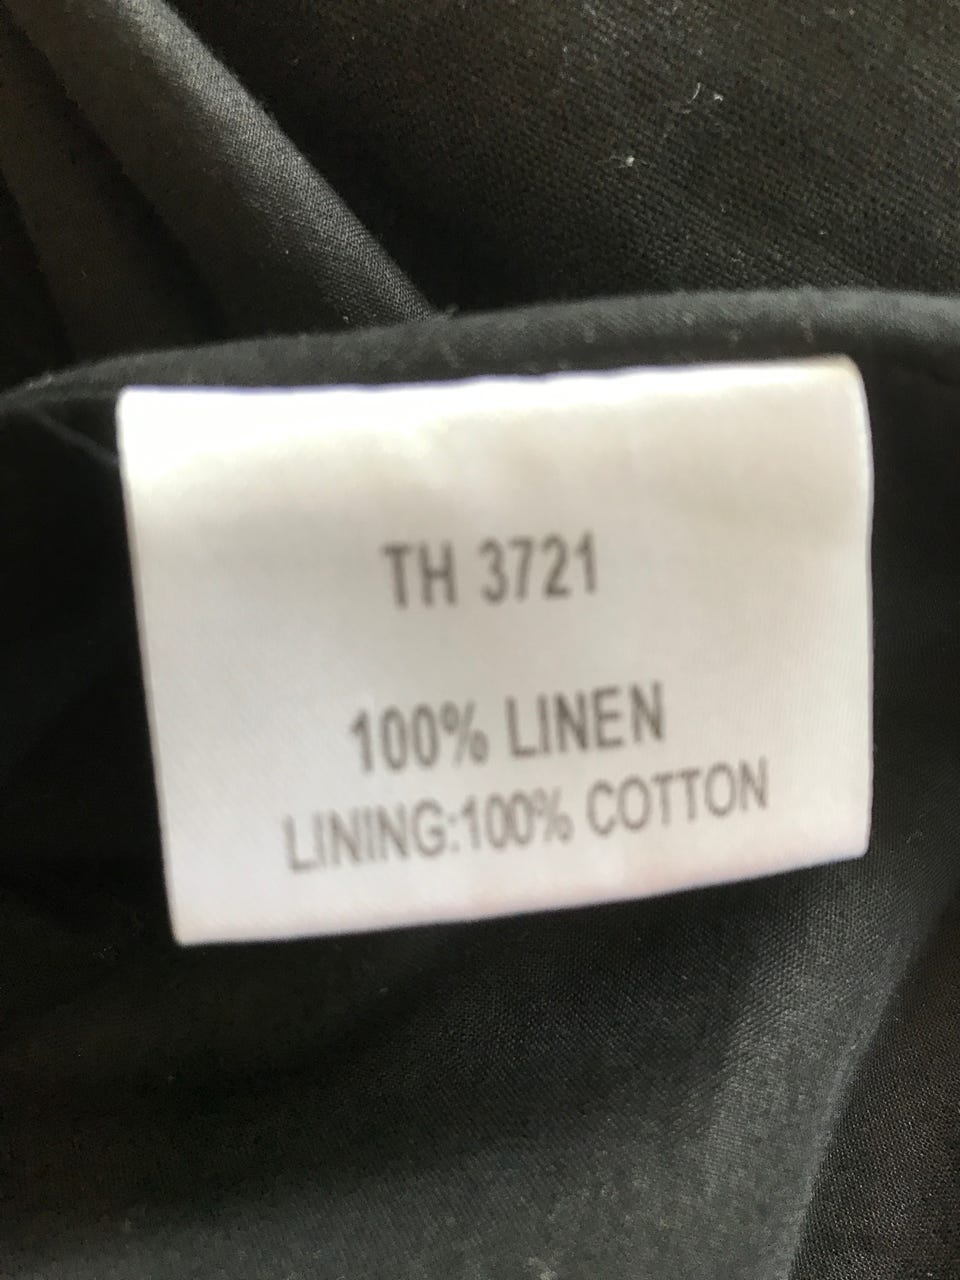 TH 3721
100% LINEN
LINING:100% COTTON